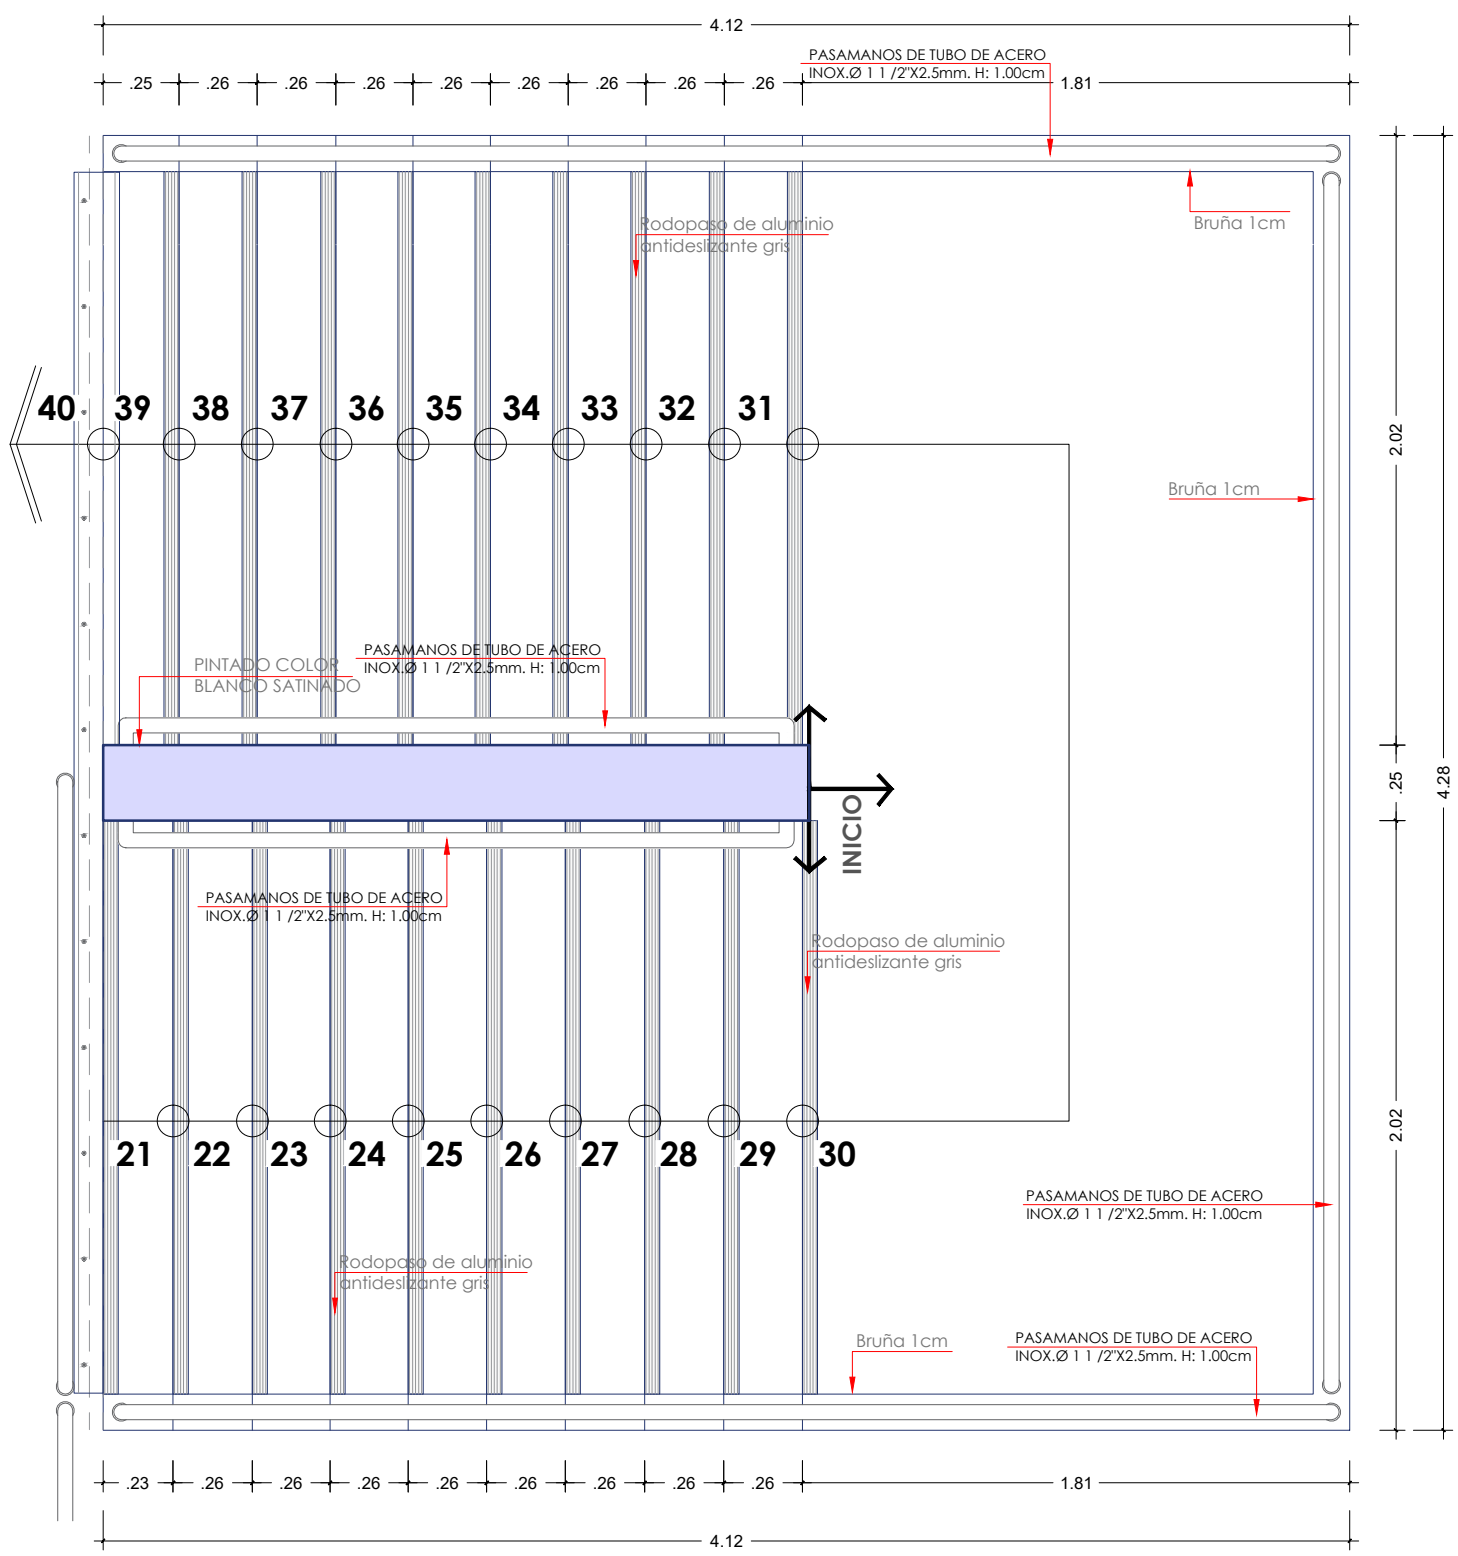 4.12
PASAMANOS DE TUBO DE ACERO
INOX.Ø 1 1 /2"X2.5mm. H: 1.00cm
.25 .26 .26 .26 .26 .26 .26 .26 .26 1.81
Rodopaso de aluminio
antideslizante gris
Bruña 1cm
40 39 38 37 36 35 34 33 32 31
2.02
Bruña 1cm
PINTADO COLOR
BLANCO SATINADO
PASAMANOS DE TUBO DE ACERO
INOX.Ø 1 1 /2"X2.5mm. H: 1.00cm
INICIO
.25
4.28
PASAMANOS DE TUBO DE ACERO
INOX.Ø 1 1 /2"X2.5mm. H: 1.00cm
Rodopaso de aluminio
antideslizante gris
2.02
21 22 23 24 25 26 27 28 29 30
PASAMANOS DE TUBO DE ACERO
INOX.Ø 1 1 /2"X2.5mm. H: 1.00cm
Rodopaso de aluminio
antideslizante gris
Bruña 1cm
PASAMANOS DE TUBO DE ACERO
INOX.Ø 1 1 /2"X2.5mm. H: 1.00cm
.23 .26 .26 .26 .26 .26 .26 .26 .26 1.81
4.12